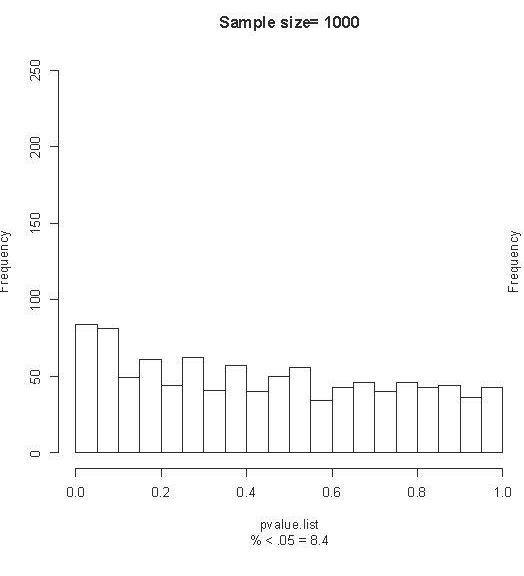 Sample size= 1000
Frequency
250
200
150
100
50
0
0.0 0.2 0.4 0.6 0.8 1.0
pvalue.list
% < .05 = 8.4
Frequency